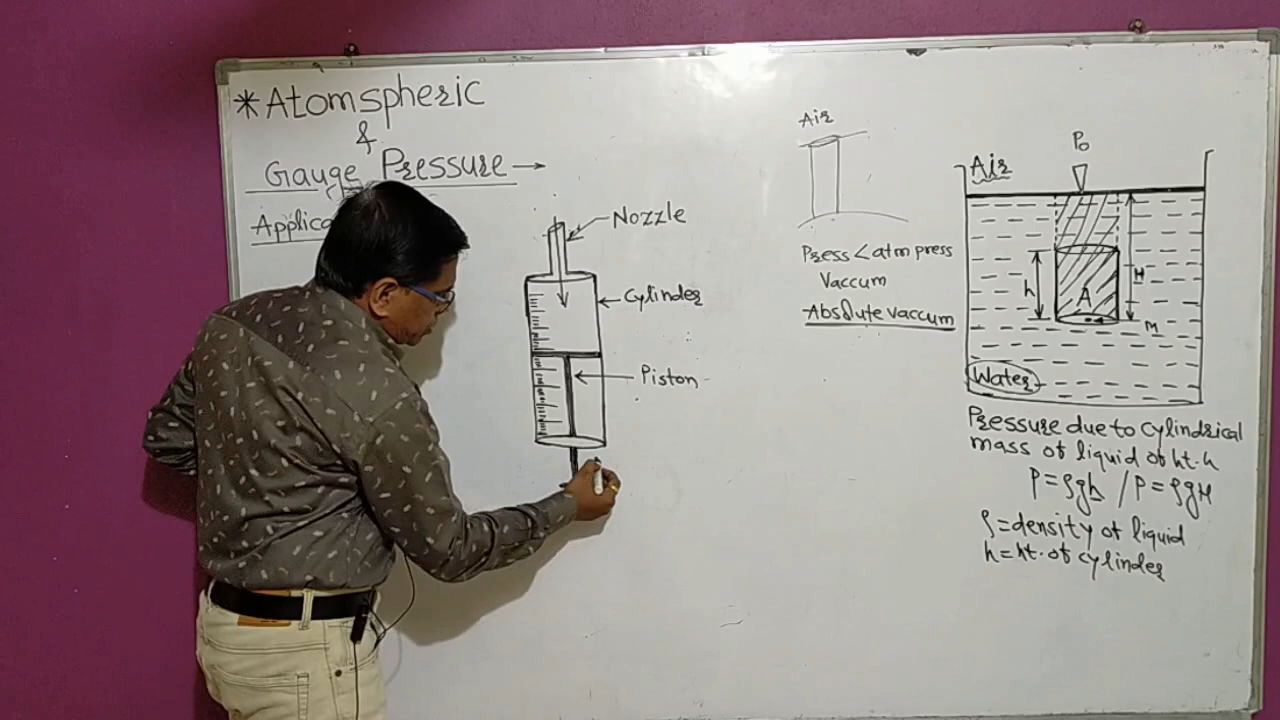 *Atomspheric
&
Gauge Pressure →
Applica
Nozzle
Cylinder
Piston
Air
Press < atm press
Vaccum
Absolute vaccum
P₀
Air
h
A
H
m
Water
Pressure due to cylindrical
mass of liquid of ht. h
P = ρgh / P = ρgH
ρ = density of liquid
h = ht. of cylinder